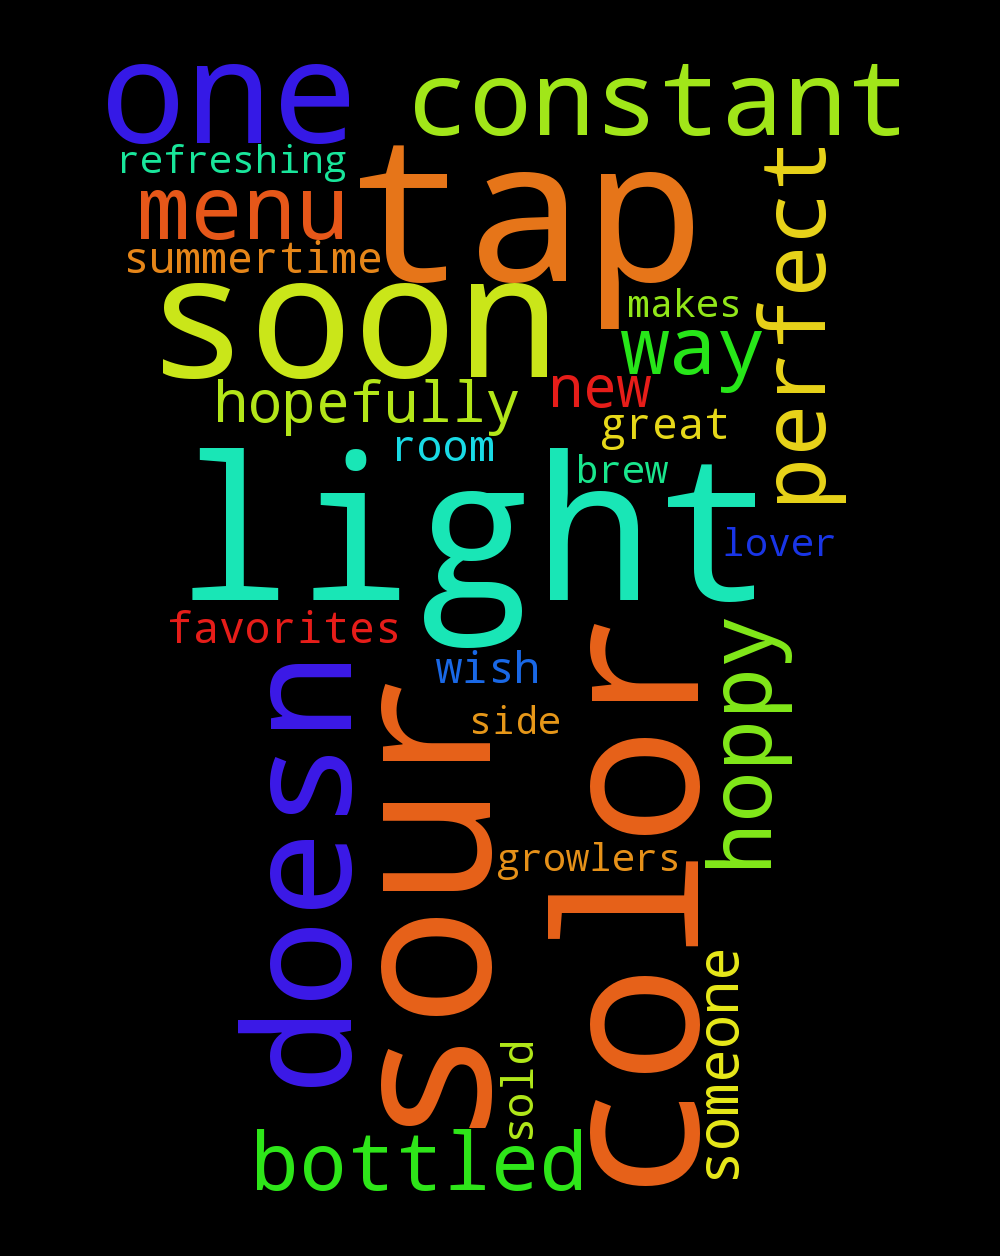 one
constant
refreshing
menu
tap
perfect
summertime
soon
makes
way
hopefully
new
great
room
brew
light
lover
favorites
wish
doesn
sour
side
color
hoppy
growlers
someone
sold
bottled